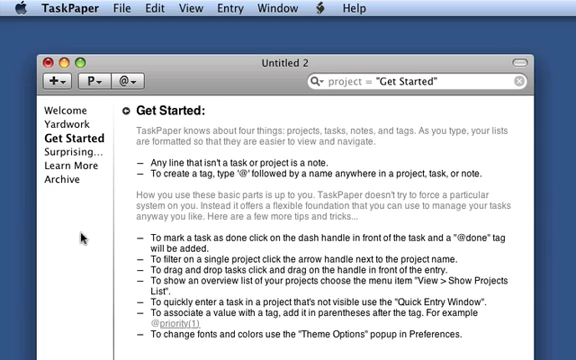 TaskPaper File Edit View Entry Window Help
Untitled 2
P @ project = "Get Started"
Welcome
Yardwork
Get Started
Surprising...
Learn More
Archive
Get Started:
TaskPaper knows about four things: projects, tasks, notes, and tags. As you type, your lists
are formatted so that they are easier to view and navigate.
– Any line that isn't a task or project is a note.
– To create a tag, type '@' followed by a name anywhere in a project, task, or note.
How you use these basic parts is up to you. TaskPaper doesn't try to force a particular
system on you. Instead it offers a flexible foundation that you can use to manage your tasks
anyway you like. Here are a few more tips and tricks...
– To mark a task as done click on the dash handle in front of the task and a "@done" tag
will be added.
– To filter on a single project click the arrow handle next to the project name.
– To drag and drop tasks click and drag on the handle in front of the entry.
– To show an overview list of your projects choose the menu item "View > Show Projects
List".
– To quickly enter a task in a project that's not visible use the "Quick Entry Window".
– To associate a value with a tag, add it in parentheses after the tag. For example
@priority(1)
– To change fonts and colors use the "Theme Options" popup in Preferences.